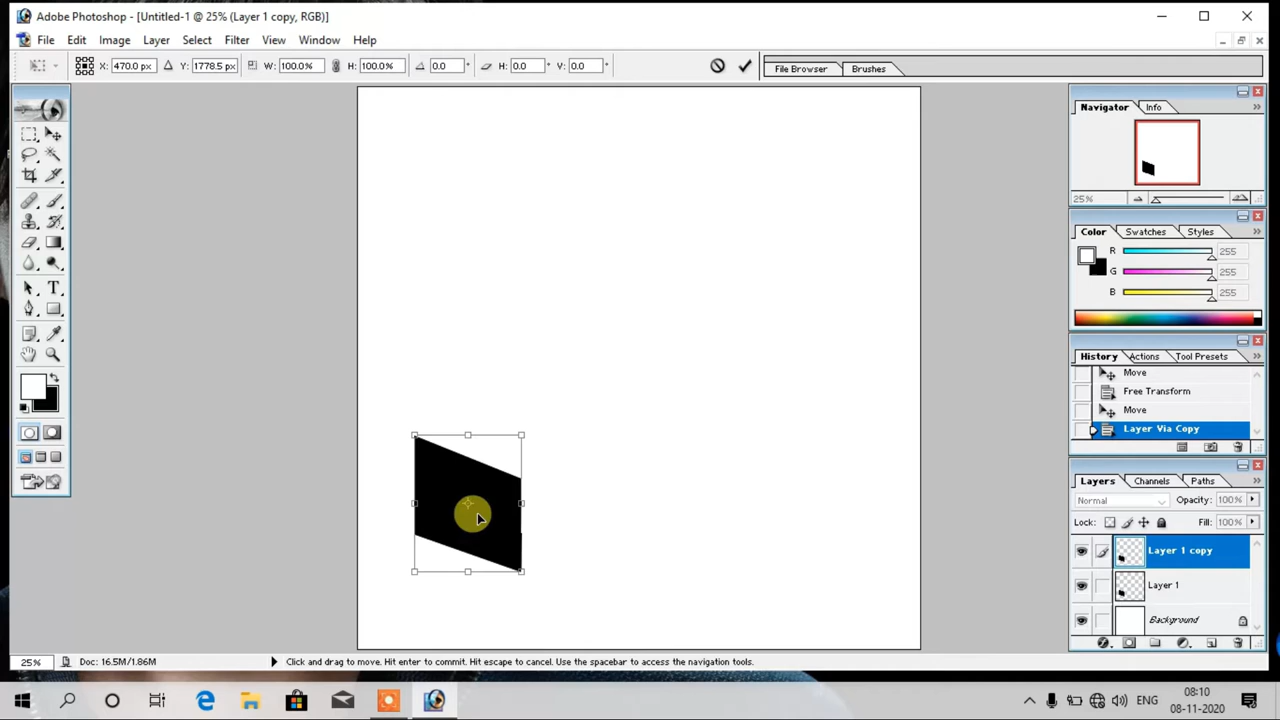 Adobe Photoshop - [Untitled-1 @ 25% (Layer 1 copy, RGB)]
File Edit Image Layer Select Filter View Window Help
X: 470.0 px Y: 1778.5 px W: 100.0% H: 100.0% 0.0 ° H: 0.0 V: 0.0 ° File Browser Brushes
Navigator Info
25%
Color Swatches Styles
R 255
G 255
B 255
History Actions Tool Presets
Move
Free Transform
Move
Layer Via Copy
Layers Channels Paths
Normal Opacity: 100%
Lock: Fill: 100%
Layer 1 copy
Layer 1
Background
25% Doc: 16.5M/1.86M Click and drag to move. Hit enter to commit. Hit escape to cancel. Use the spacebar to access the navigation tools.
ENG 08:10
08-11-2020